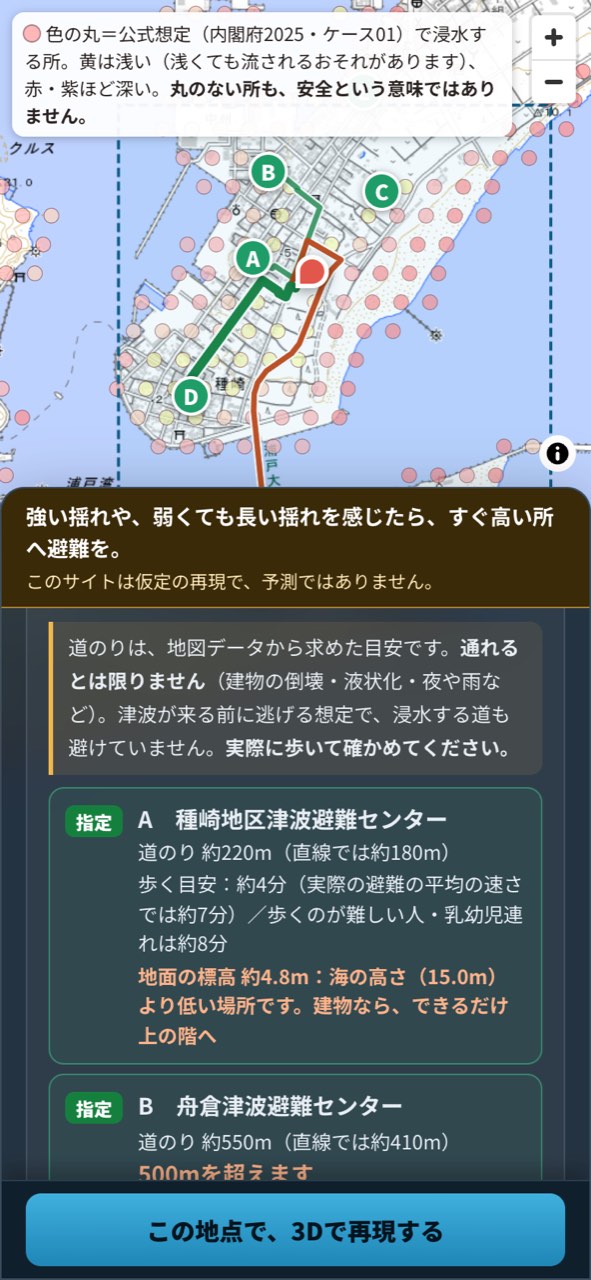 色の丸＝公式想定（内閣府2025・ケース01）で浸水す
る所。黄は浅い（浅くても流されるおそれがあります）、
赤・紫ほど深い。丸のない所も、安全という意味ではあり
ません。
+
−
クルス
B
C
A
5
D
種崎
2
浦戸湾
i
強い揺れや、弱くても長い揺れを感じたら、すぐ高い所
へ避難を。
このサイトは仮定の再現で、予測ではありません。
道のりは、地図データから求めた目安です。通れる
とは限りません（建物の倒壊・液状化・夜や雨な
ど）。津波が来る前に逃げる想定で、浸水する道も
避けていません。実際に歩いて確かめてください。
指定 A 種崎地区津波避難センター
道のり 約220m（直線では約180m）
歩く目安：約4分（実際の避難の平均の速さ
では約7分）／歩くのが難しい人・乳幼児連
れは約8分
地面の標高 約4.8m：海の高さ（15.0m）
より低い場所です。建物なら、できるだけ
上の階へ
指定 B 舟倉津波避難センター
道のり 約550m（直線では約410m）
500mを超えます
この地点で、3Dで再現する